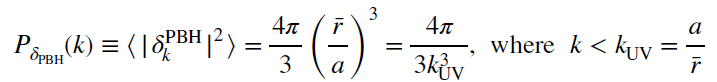 P_{δ_{PBH}}(k) ≡ ⟨ |δ_k^{PBH}|^2 ⟩ = \frac{4π}{3} \left( \frac{\bar{r}}{a} \right)^3 = \frac{4π}{3k_{UV}^3}, where k < k_{UV} = \frac{a}{\bar{r}}